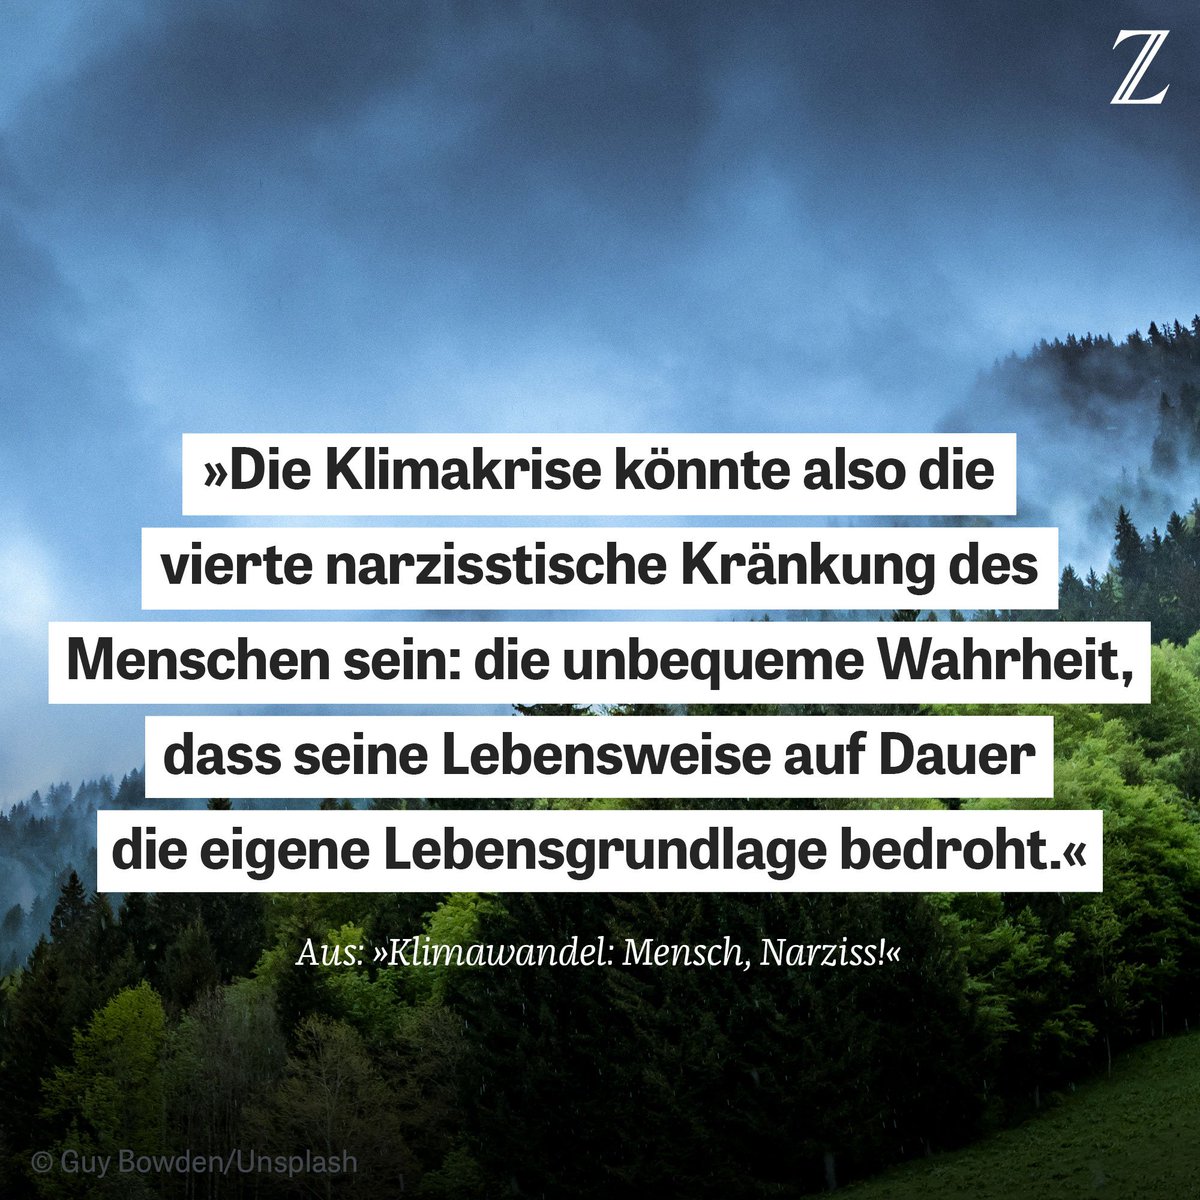 Z
»Die Klimakrise könnte also die
vierte narzisstische Kränkung des
Menschen sein: die unbequeme Wahrheit,
dass seine Lebensweise auf Dauer
die eigene Lebensgrundlage bedroht.«
Aus: »Klimawandel: Mensch, Narziss!«
© Guy Bowden/Unsplash